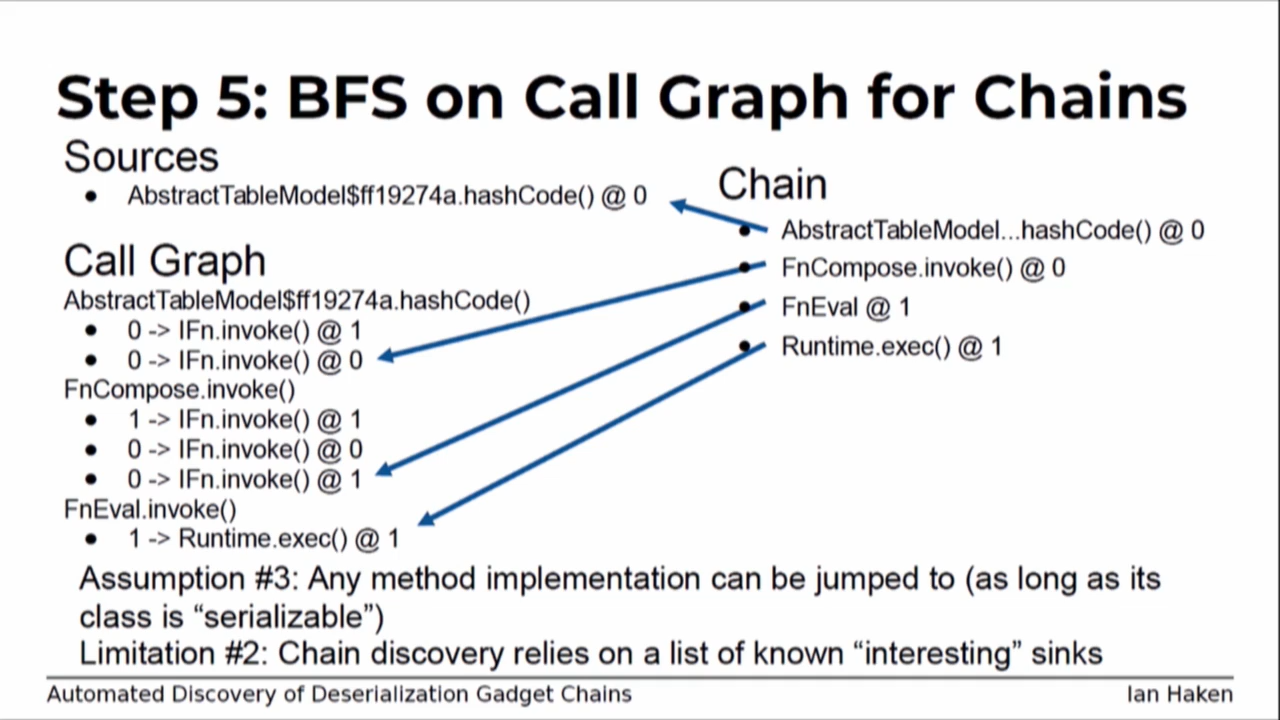 Step 5: BFS on Call Graph for Chains
Sources
AbstractTableModel$ff19274a.hashCode() @ 0
Call Graph
AbstractTableModel$ff19274a.hashCode()
0 -> IFn.invoke() @ 1
0 -> IFn.invoke() @ 0
FnCompose.invoke()
1 -> IFn.invoke() @ 1
0 -> IFn.invoke() @ 0
0 -> IFn.invoke() @ 1
FnEval.invoke()
1 -> Runtime.exec() @ 1
Chain
AbstractTableModel...hashCode() @ 0
FnCompose.invoke() @ 0
FnEval @ 1
Runtime.exec() @ 1
Assumption #3: Any method implementation can be jumped to (as long as its
class is “serializable”)
Limitation #2: Chain discovery relies on a list of known “interesting” sinks
Automated Discovery of Deserialization Gadget Chains
Ian Haken